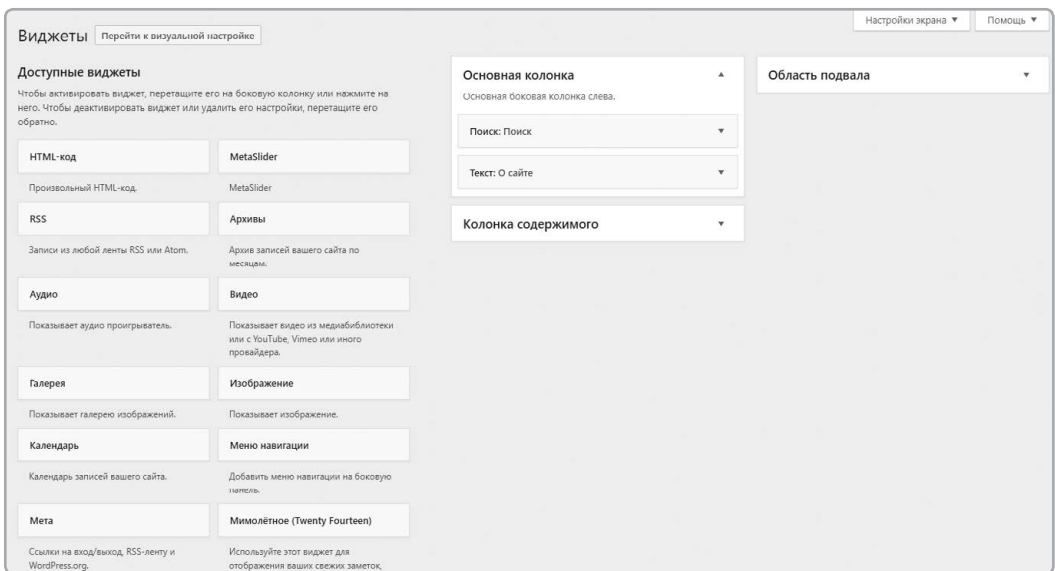 Настройки экрана ▼ Помощь ▼
Виджеты Перейти к визуальной настройке
Доступные виджеты
Чтобы активировать виджет, перетащите его на боковую колонку или нажмите на
него. Чтобы деактивировать виджет или удалить его настройки, перетащите его
обратно.
HTML-код
Произвольный HTML-код.
MetaSlider
MetaSlider
RSS
Записи из любой ленты RSS или Atom.
Архивы
Архив записей вашего сайта по
месяцам.
Аудио
Показывает аудио проигрыватель.
Видео
Показывает видео из медиабиблиотеки
или с YouTube, Vimeo или иного
провайдера.
Галерея
Показывает галерею изображений.
Изображение
Показывает изображение.
Календарь
Календарь записей вашего сайта.
Меню навигации
Добавить меню навигации на боковую
панель.
Мета
Ссылки на вход/выход, RSS-ленту и
WordPress.org.
Мимолётное (Twenty Fourteen)
Используйте этот виджет для
отображения ваших свежих заметок,
Основная колонка
Основная боковая колонка слева.
Поиск: Поиск
Текст: О сайте
Колонка содержимого
Область подвала